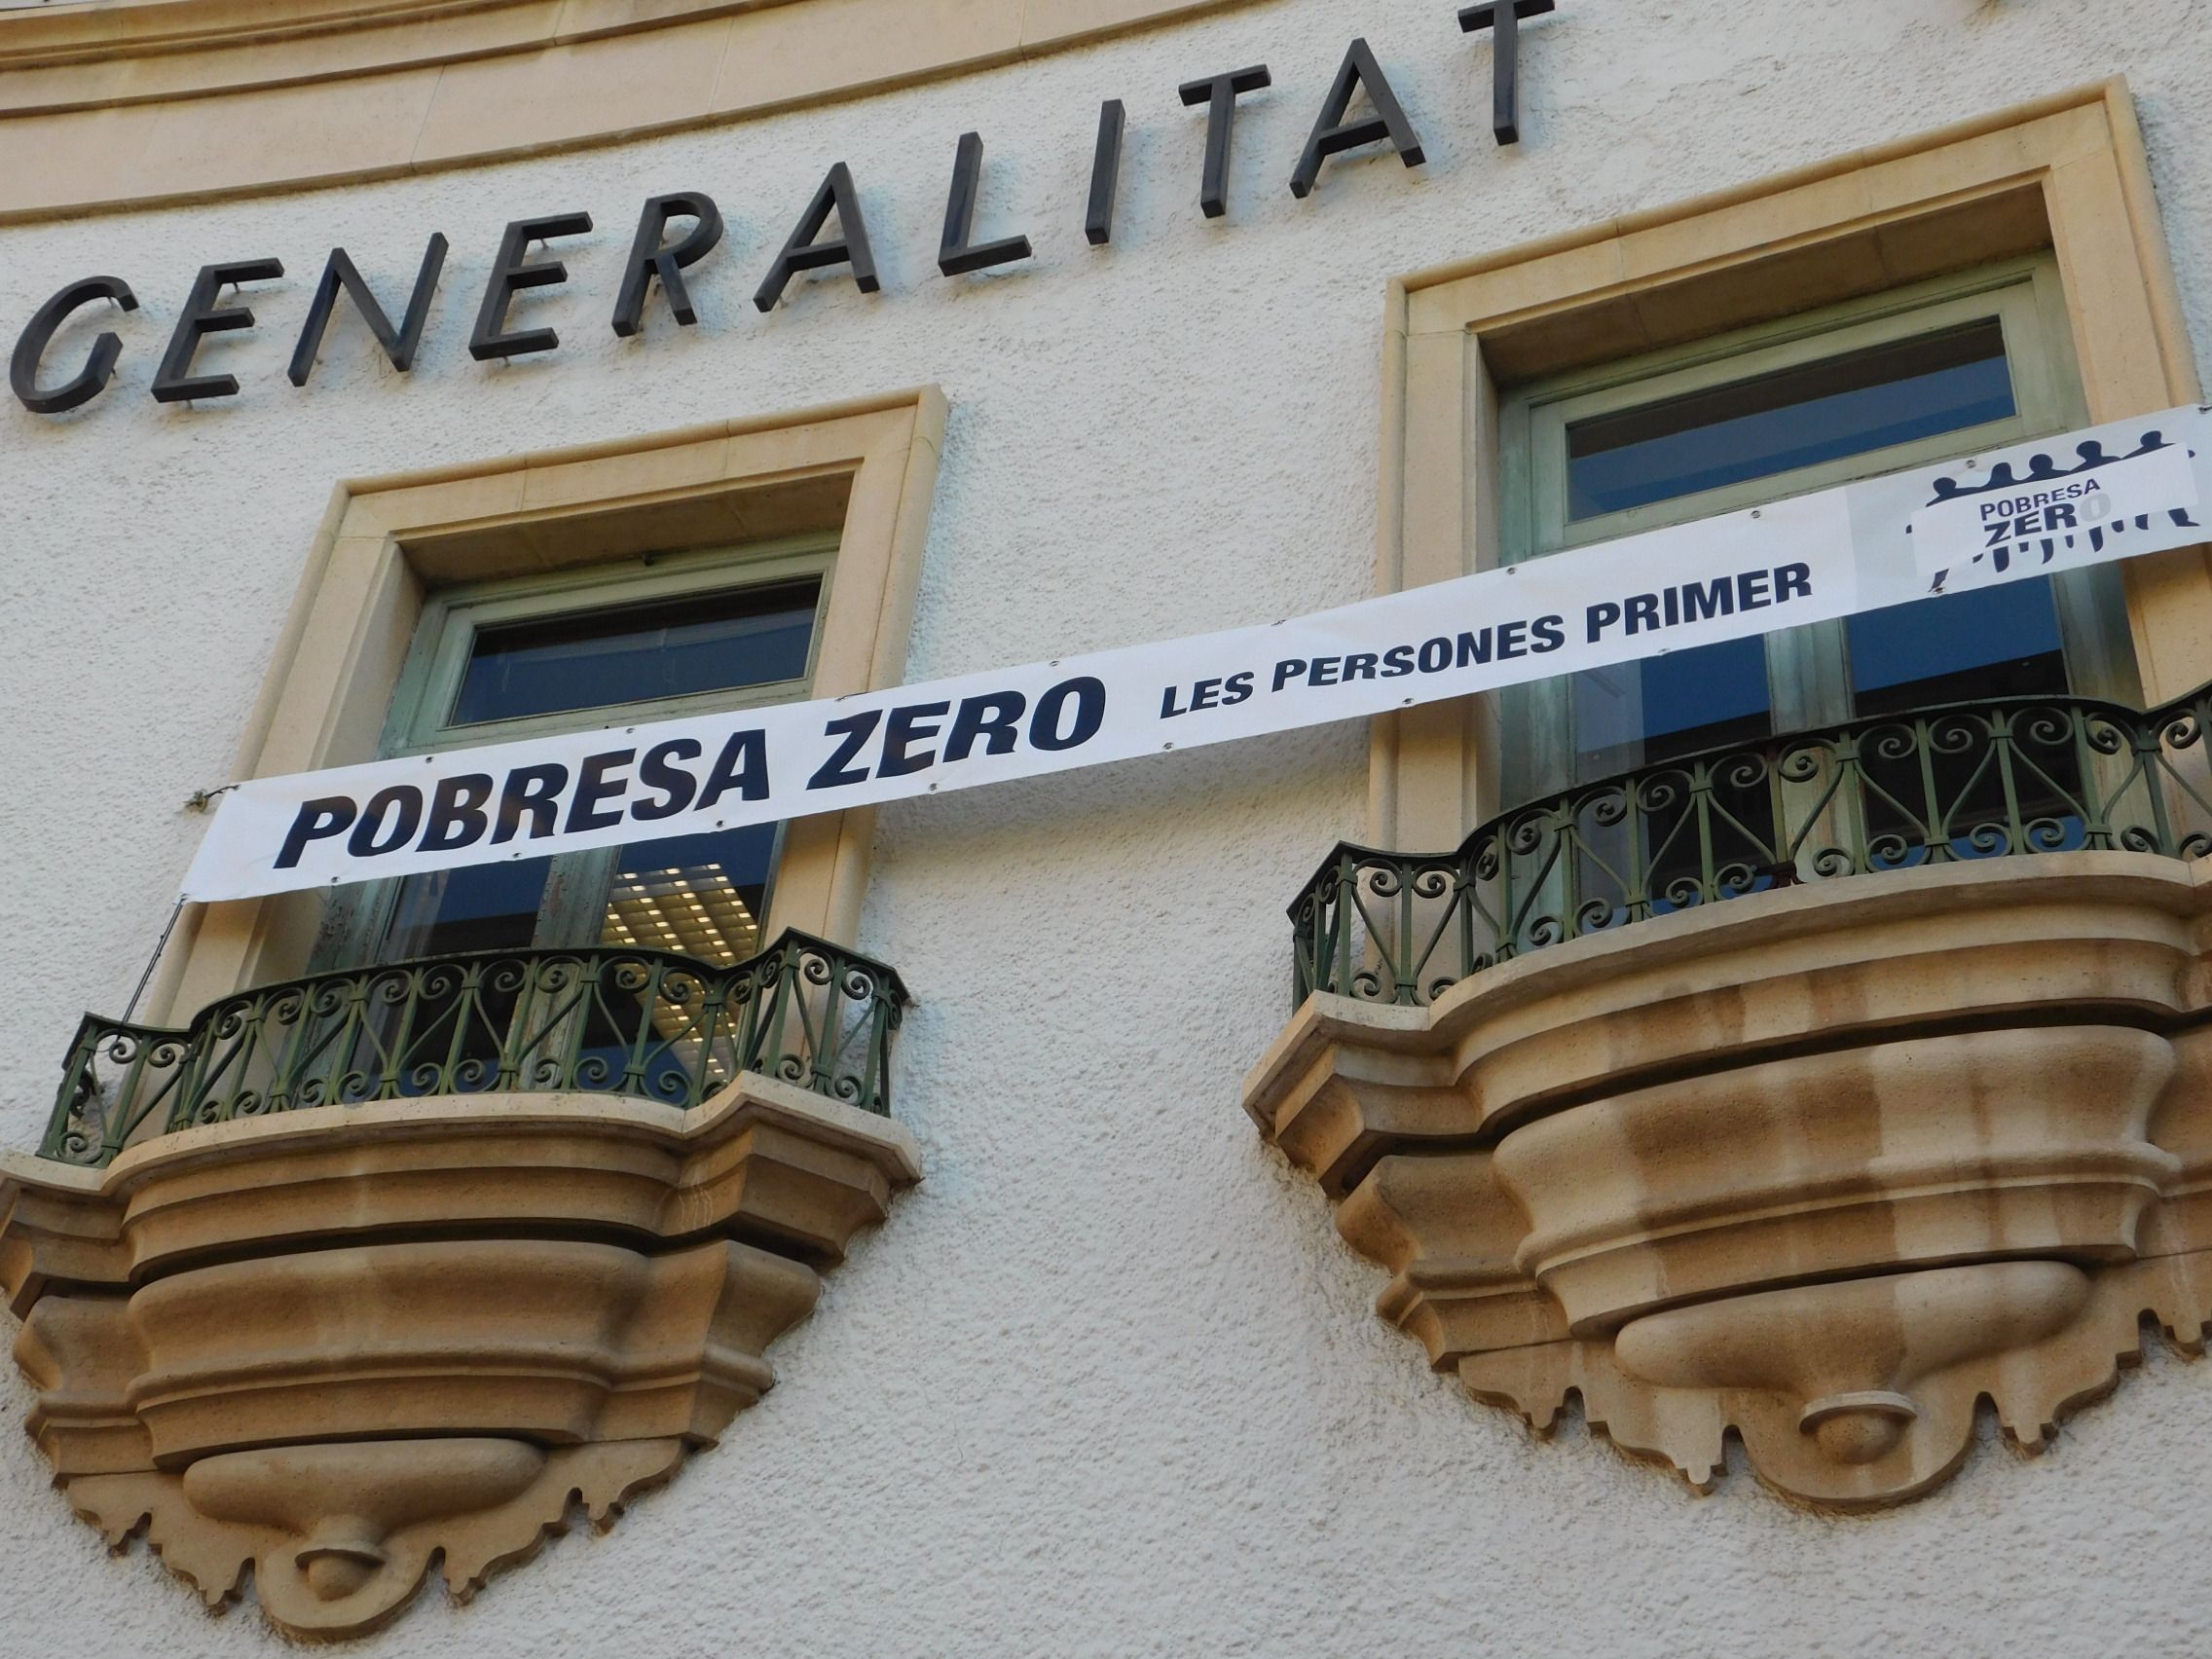 GENERALITAT
POBRESA ZERO LES PERSONES PRIMER
POBRESA
ZERO